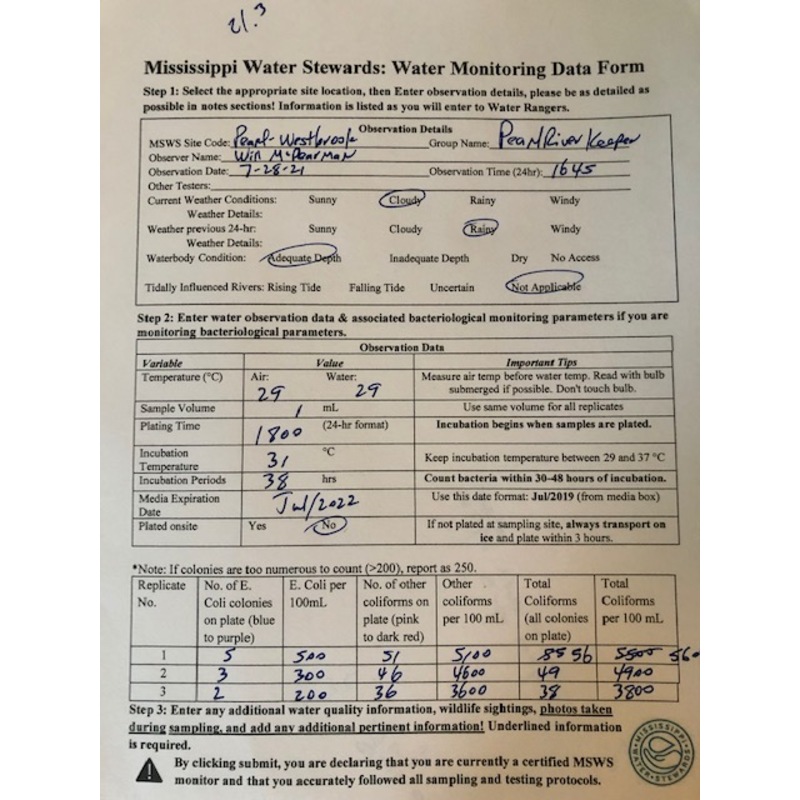 21.3
Mississippi Water Stewards: Water Monitoring Data Form
Step 1: Select the appropriate site location, then Enter observation details, please be as detailed as
possible in notes sections! Information is listed as you will enter to Water Rangers.
Observation Details
MSWS Site Code: Pearl-Westbrook Group Name: Pearl River Keeper
Observer Name: Will McDearman
Observation Date: 7-28-21 Observation Time (24hr): 1645
Other Testers:
Current Weather Conditions: Sunny Cloudy Rainy Windy
Weather Details:
Weather previous 24-hr: Sunny Cloudy Rainy Windy
Weather Details:
Waterbody Condition: Adequate Depth Inadequate Depth Dry No Access
Tidally Influenced Rivers: Rising Tide Falling Tide Uncertain Not Applicable
Step 2: Enter water observation data & associated bacteriological monitoring parameters if you are
monitoring bacteriological parameters.
Observation Data
Variable Value Important Tips
Temperature (°C) Air: 29 Water: 29 Measure air temp before water temp. Read with bulb
submerged if possible. Don't touch bulb.
Sample Volume 1 mL Use same volume for all replicates
Plating Time 1800 (24-hr format) Incubation begins when samples are plated.
Incubation
Temperature 31 °C Keep incubation temperature between 29 and 37 °C
Incubation Periods 38 hrs Count bacteria within 30-48 hours of incubation.
Media Expiration
Date Jul/2022 Use this date format: Jul/2019 (from media box)
Plated onsite Yes No If not plated at sampling site, always transport on
ice and plate within 3 hours.
*Note: If colonies are too numerous to count (>200), report as 250.
Replicate No. of E. E. Coli per No. of other Other Total Total
No. Coli colonies 100mL coliforms on coliforms Coliforms Coliforms
on plate (blue plate (pink per 100 mL (all colonies per 100 mL
to purple) to dark red) on plate)
1 5 500 51 5100 56 5500 560
2 3 300 46 4600 49 4900
3 2 200 36 3600 38 3800
Step 3: Enter any additional water quality information, wildlife sightings, photos taken
during sampling, and add any additional pertinent information! Underlined information
is required.
By clicking submit, you are declaring that you are currently a certified MSWS
monitor and that you accurately followed all sampling and testing protocols.
MISSISSIPPI
WATER STEWARDS